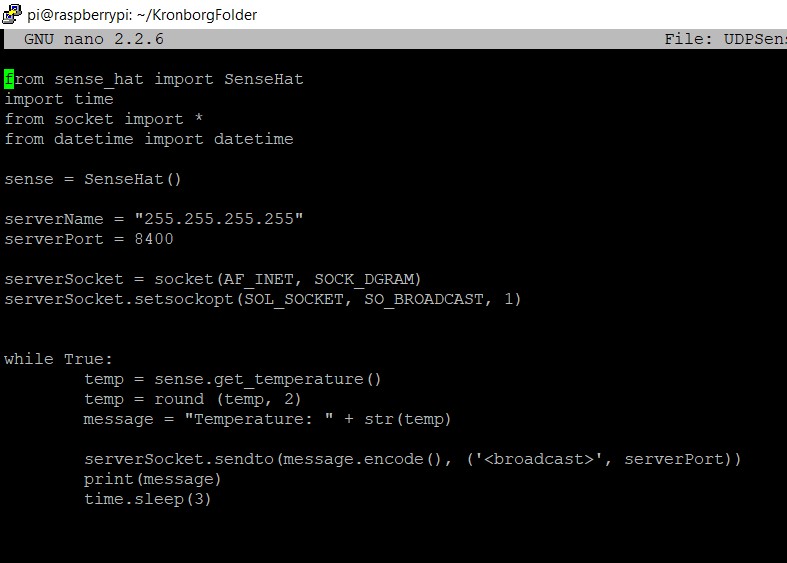 pi@raspberrypi: ~/KronborgFolder
GNU nano 2.2.6 File: UDPSen
from sense_hat import SenseHat
import time
from socket import *
from datetime import datetime
sense = SenseHat()
serverName = "255.255.255.255"
serverPort = 8400
serverSocket = socket(AF_INET, SOCK_DGRAM)
serverSocket.setsockopt(SOL_SOCKET, SO_BROADCAST, 1)
while True:
        temp = sense.get_temperature()
        temp = round (temp, 2)
        message = "Temperature: " + str(temp)
        serverSocket.sendto(message.encode(), ('<broadcast>', serverPort))
        print(message)
        time.sleep(3)